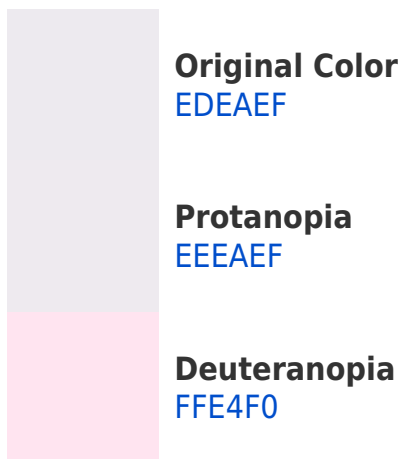 Original Color
EDEAEF
Protanopia
EEEAEF
Deuteranopia
FFE4F0